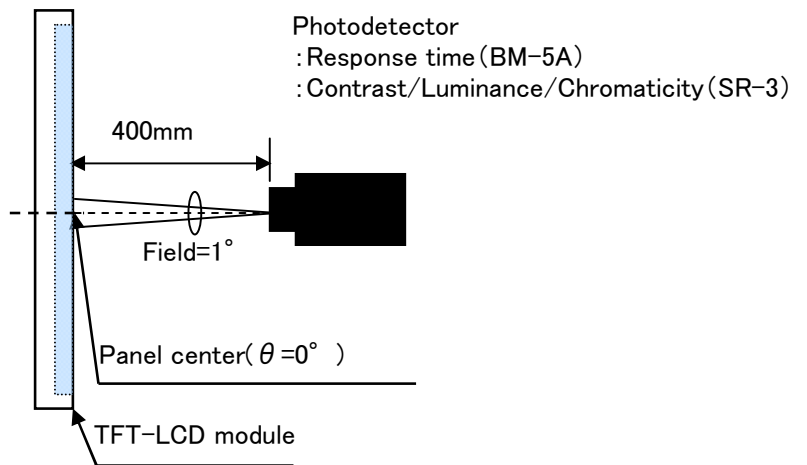 Photodetector
:Response time(BM-5A)
:Contrast/Luminance/Chromaticity(SR-3)
400mm
Field=1°
Panel center(θ=0°)
TFT-LCD module